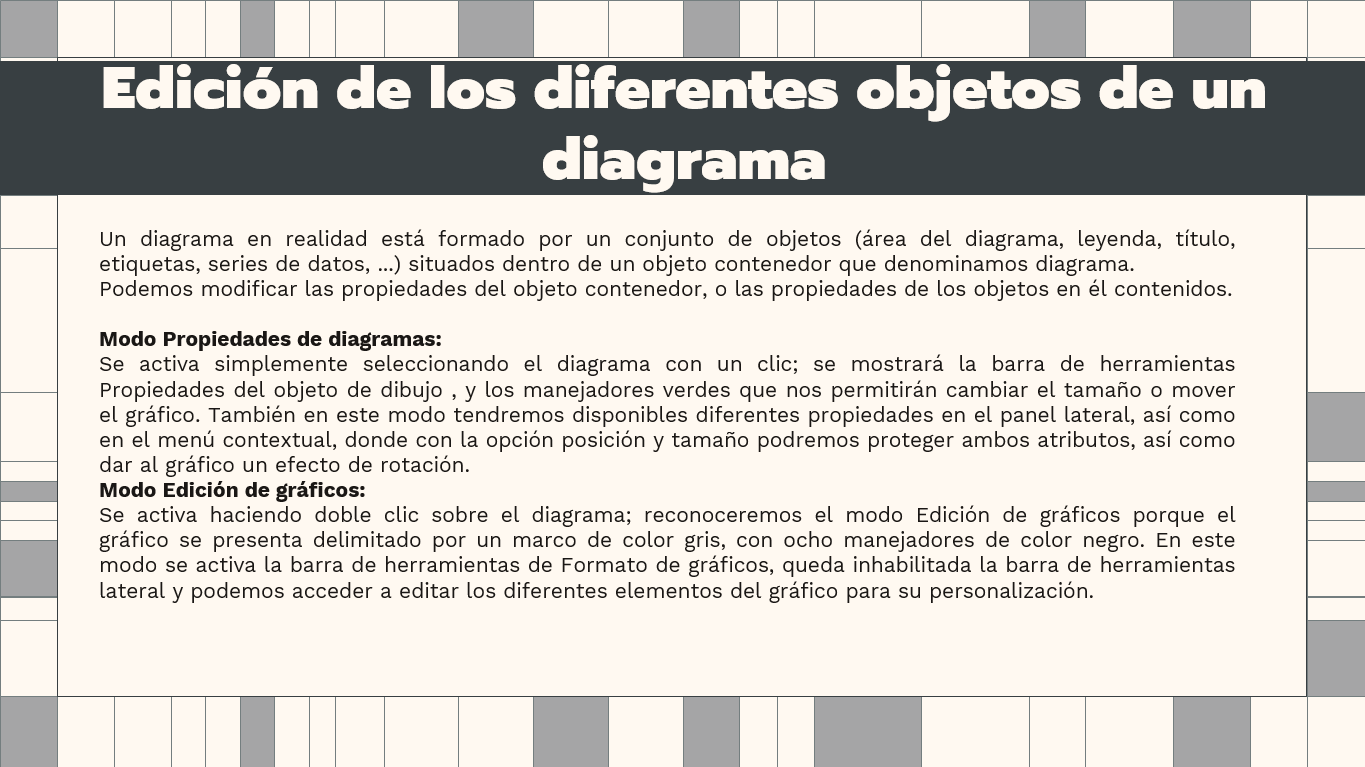 Edición de los diferentes objetos de un
diagrama
Un diagrama en realidad está formado por un conjunto de objetos (área del diagrama, leyenda, título,
etiquetas, series de datos, ...) situados dentro de un objeto contenedor que denominamos diagrama.
Podemos modificar las propiedades del objeto contenedor, o las propiedades de los objetos en él contenidos.
Modo Propiedades de diagramas:
Se activa simplemente seleccionando el diagrama con un clic; se mostrará la barra de herramientas
Propiedades del objeto de dibujo , y los manejadores verdes que nos permitirán cambiar el tamaño o mover
el gráfico. También en este modo tendremos disponibles diferentes propiedades en el panel lateral, así como
en el menú contextual, donde con la opción posición y tamaño podremos proteger ambos atributos, así como
dar al gráfico un efecto de rotación.
Modo Edición de gráficos:
Se activa haciendo doble clic sobre el diagrama; reconoceremos el modo Edición de gráficos porque el
gráfico se presenta delimitado por un marco de color gris, con ocho manejadores de color negro. En este
modo se activa la barra de herramientas de Formato de gráficos, queda inhabilitada la barra de herramientas
lateral y podemos acceder a editar los diferentes elementos del gráfico para su personalización.